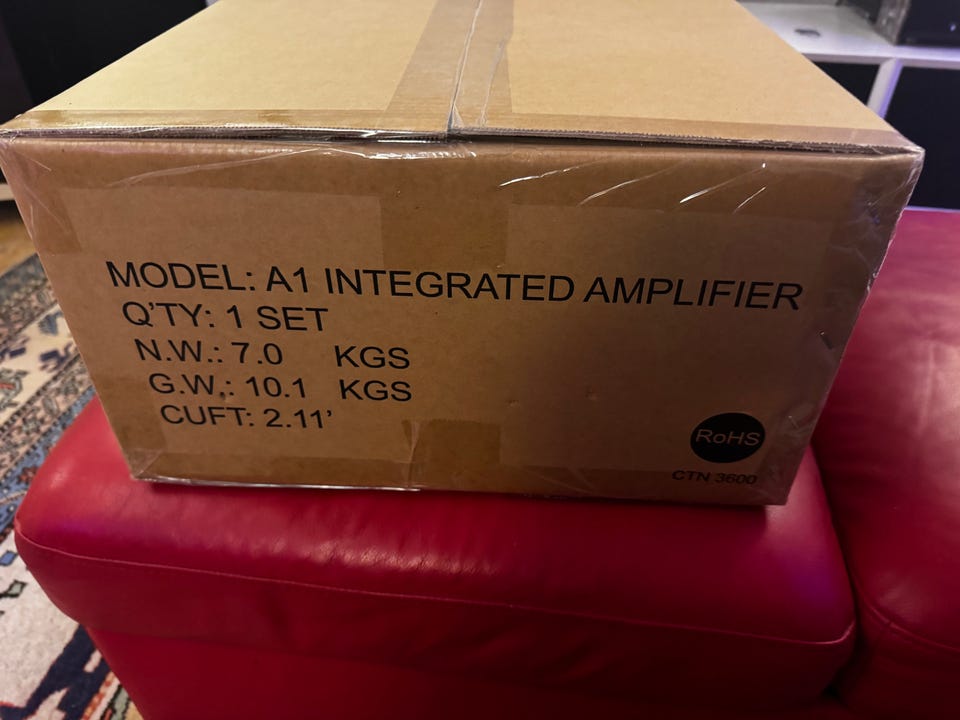 MODEL: A1 INTEGRATED AMPLIFIER
Q'TY: 1 SET
N.W.: 7.0 KGS
G.W.: 10.1 KGS
CUFT: 2.11'
RoHS
CTN 3600